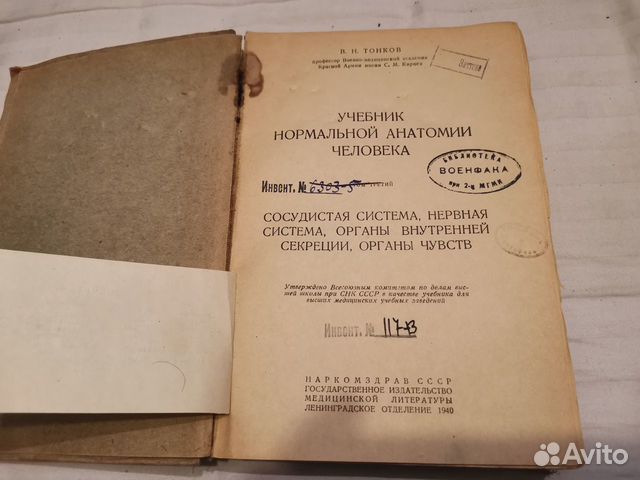 В. Н. ТОНКОВ
профессор Военно-медицинской академии
Красной Армии имени С. М. Кирова
УЧЕБНИК
НОРМАЛЬНОЙ АНАТОМИИ
ЧЕЛОВЕКА
БИБЛИОТЕКА
ВОЕНФАКА
при 2-м МГМИ
Инвент. № 6303-5 третий
СОСУДИСТАЯ СИСТЕМА, НЕРВНАЯ
СИСТЕМА, ОРГАНЫ ВНУТРЕННЕЙ
СЕКРЕЦИИ, ОРГАНЫ ЧУВСТВ
Утверждено Всесоюзным комитетом по делам выс-
шей школы при СНК СССР в качестве учебника для
высших медицинских учебных заведений
Инвент. №
НАРКОМЗДРАВ СССР
ГОСУДАРСТВЕННОЕ ИЗДАТЕЛЬСТВО
МЕДИЦИНСКОЙ ЛИТЕРАТУРЫ
ЛЕНИНГРАДСКОЕ ОТДЕЛЕНИЕ 1940
Avito